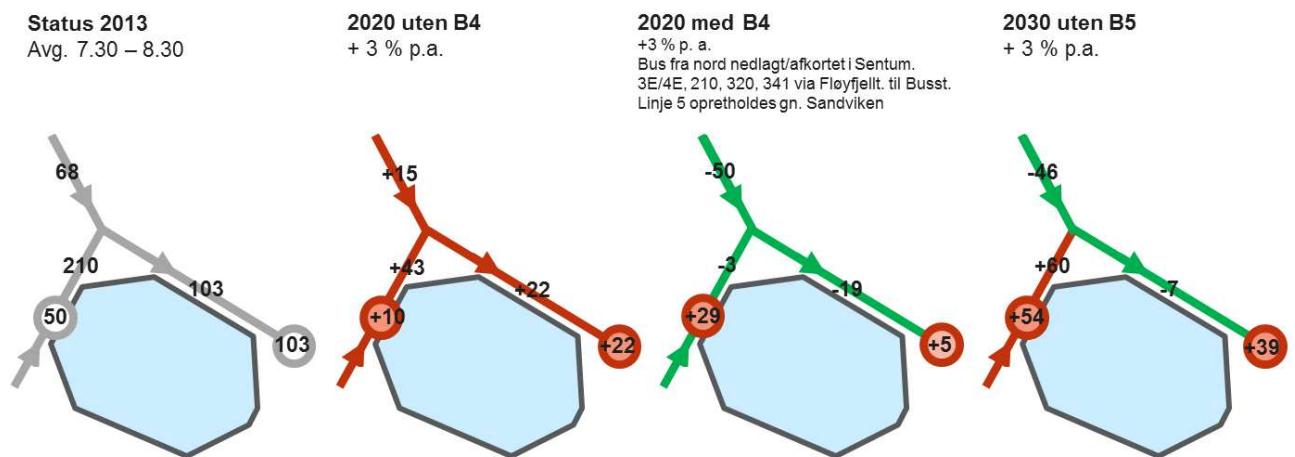 Status 2013
Avg. 7.30 – 8.30
68
210
103
50
103
2020 uten B4
+ 3 % p.a.
+15
+43
+22
+10
+22
2020 med B4
+3 % p. a.
Bus fra nord nedlagt/afkortet i Sentum.
3E/4E, 210, 320, 341 via Fløyfjellt. til Busst.
Linje 5 opretholdes gn. Sandviken
-50
-3
-19
+29
+5
2030 uten B5
+ 3 % p.a.
-46
+60
-7
+54
+39